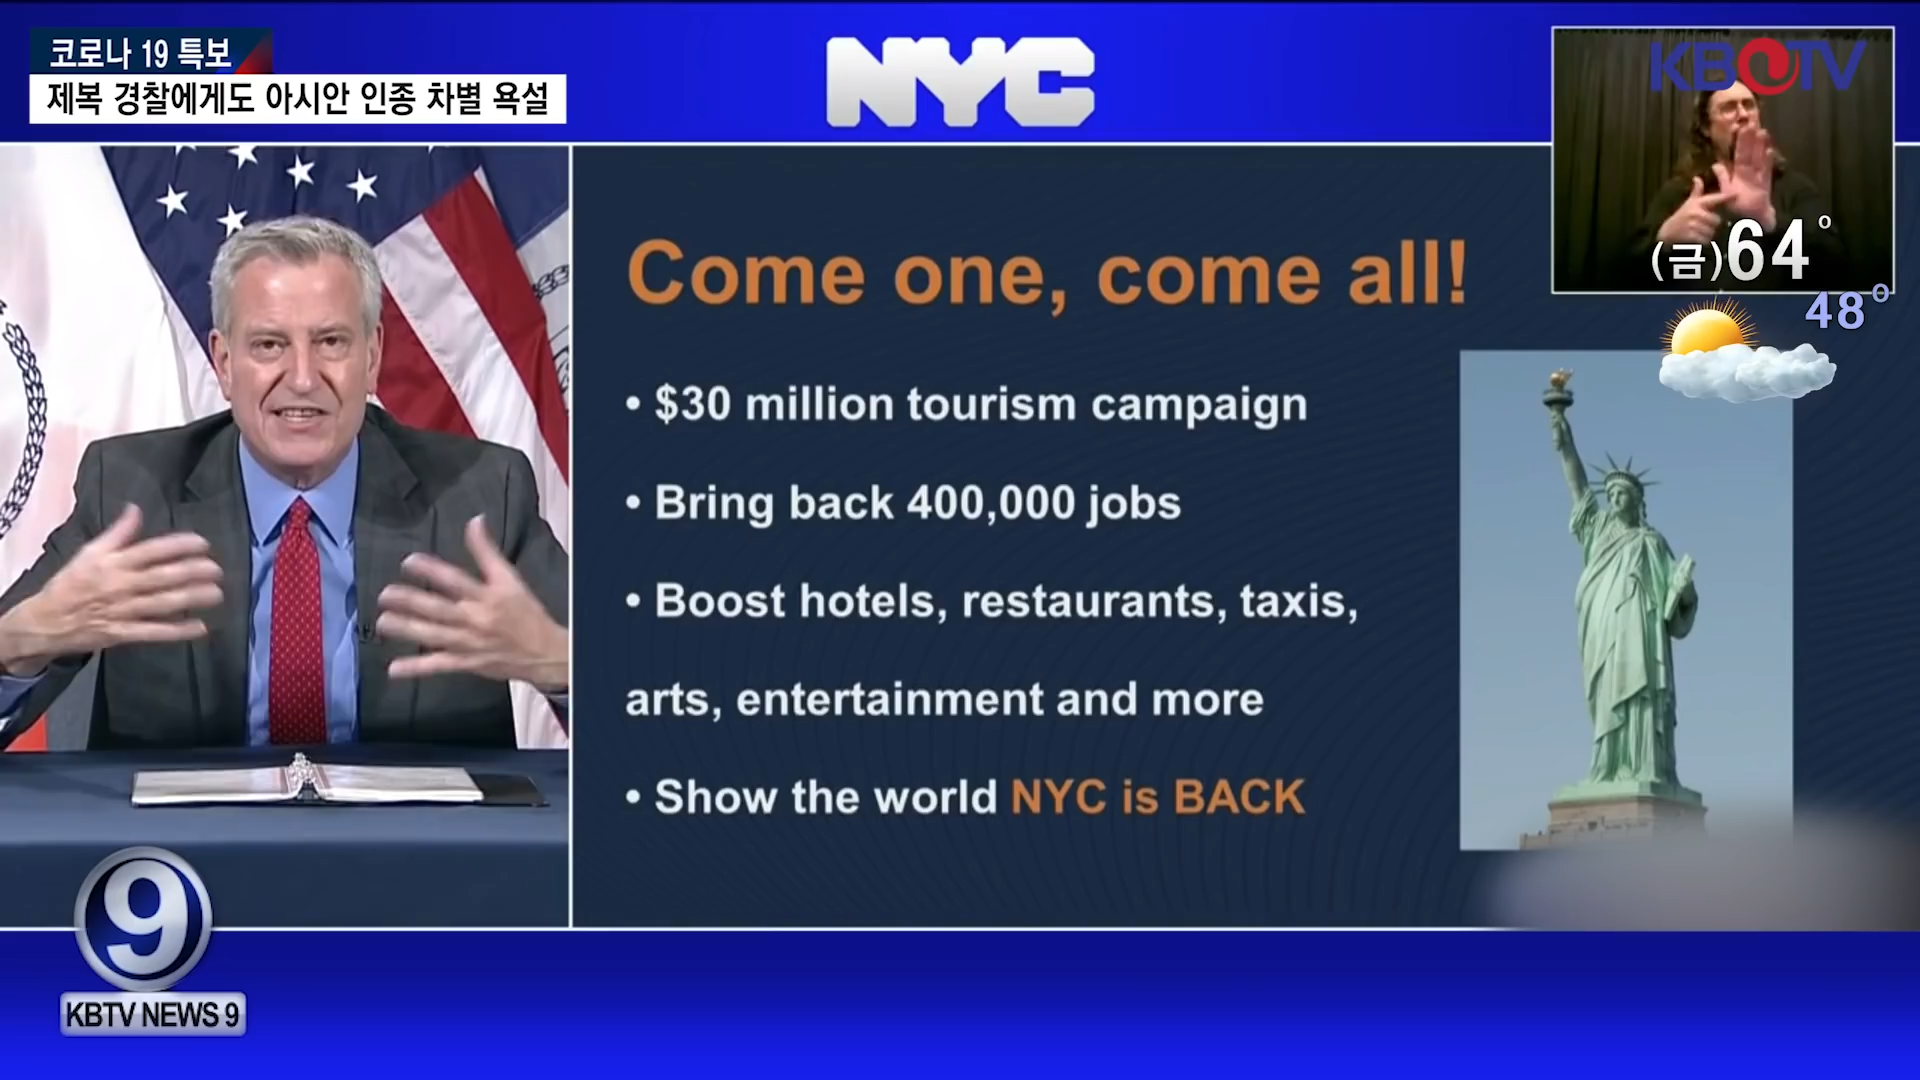 코로나 19 특보
제복 경찰에게도 아시안 인종 차별 욕설
NYC
KBTV
(금)64°
48°
Come one, come all!
• $30 million tourism campaign
• Bring back 400,000 jobs
• Boost hotels, restaurants, taxis,
arts, entertainment and more
• Show the world NYC is BACK
9
KBTV NEWS 9